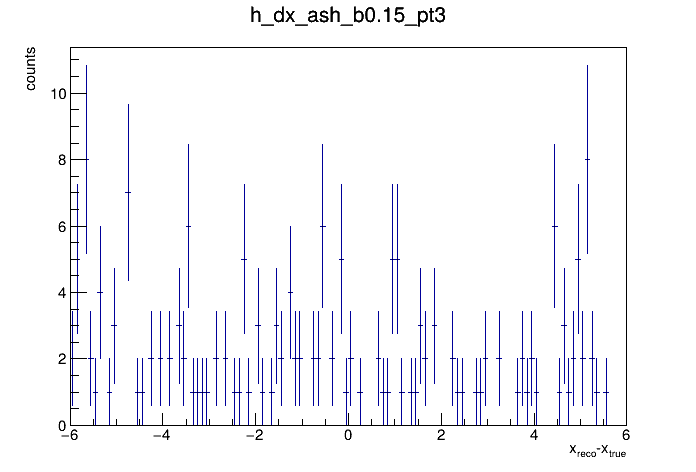 h_dx_ash_b0.15_pt3
counts
10
8
6
4
2
0
−6 −4 −2 0 2 4 6
x_reco-x_true